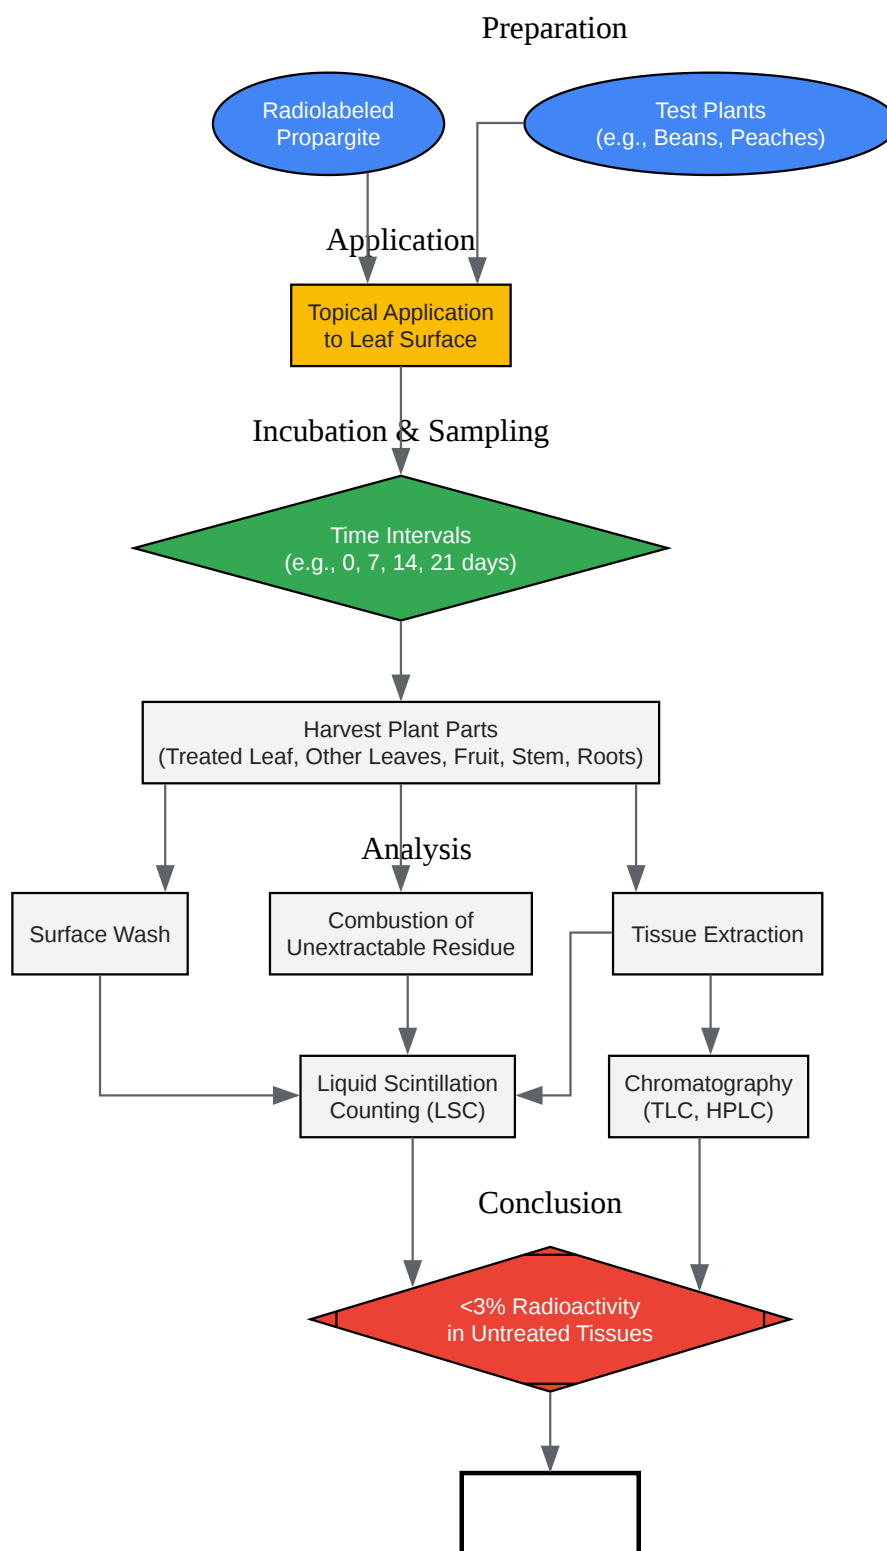 Preparation
Radiolabeled
Propargite
Test Plants
(e.g., Beans, Peaches)
Application
Topical Application
to Leaf Surface
Incubation & Sampling
Time Intervals
(e.g., 0, 7, 14, 21 days)
Harvest Plant Parts
(Treated Leaf, Other Leaves, Fruit, Stem, Roots)
Analysis
Surface Wash
Combustion of
Unextractable Residue
Tissue Extraction
Liquid Scintillation
Counting (LSC)
Chromatography
(TLC, HPLC)
Conclusion
<3% Radioactivity
in Untreated Tissues